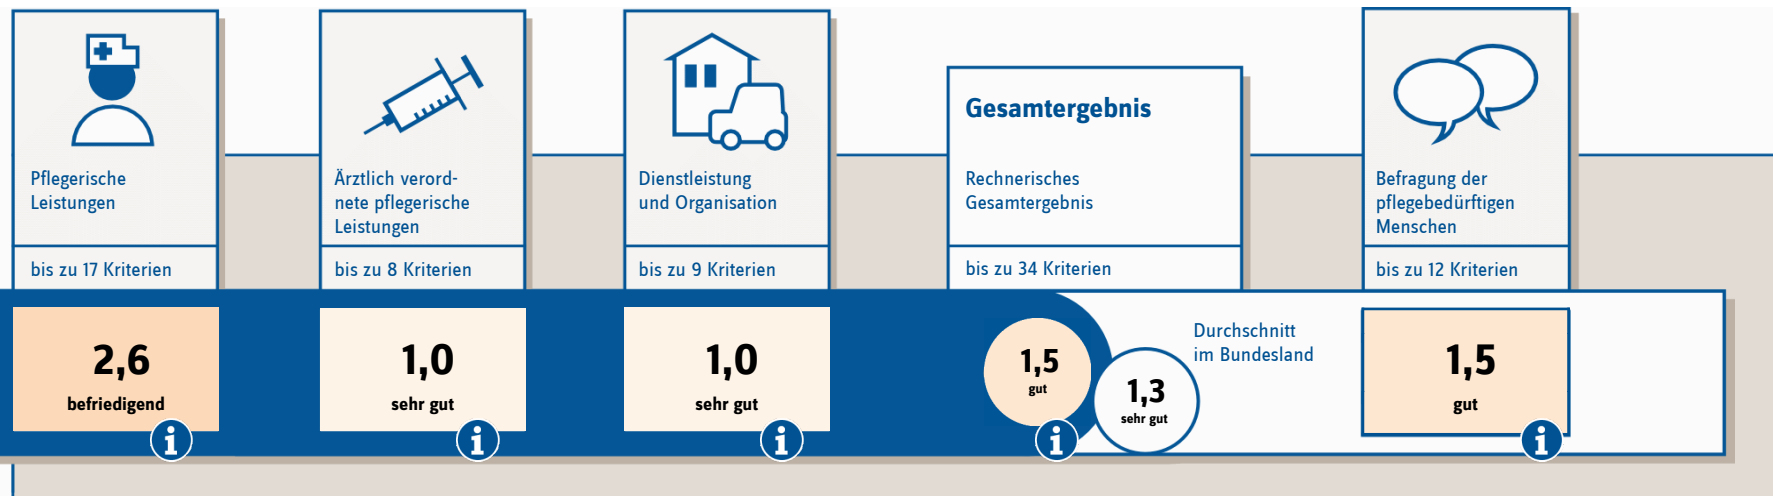 Pflegerische
Leistungen
bis zu 17 Kriterien
2,6
befriedigend
i
Ärztlich verord-
nete pflegerische
Leistungen
bis zu 8 Kriterien
1,0
sehr gut
i
Dienstleistung
und Organisation
bis zu 9 Kriterien
1,0
sehr gut
i
Gesamtergebnis
Rechnerisches
Gesamtergebnis
bis zu 34 Kriterien
1,5
gut
i
1,3
sehr gut
Durchschnitt
im Bundesland
Befragung der
pflegebedürftigen
Menschen
bis zu 12 Kriterien
1,5
gut
i